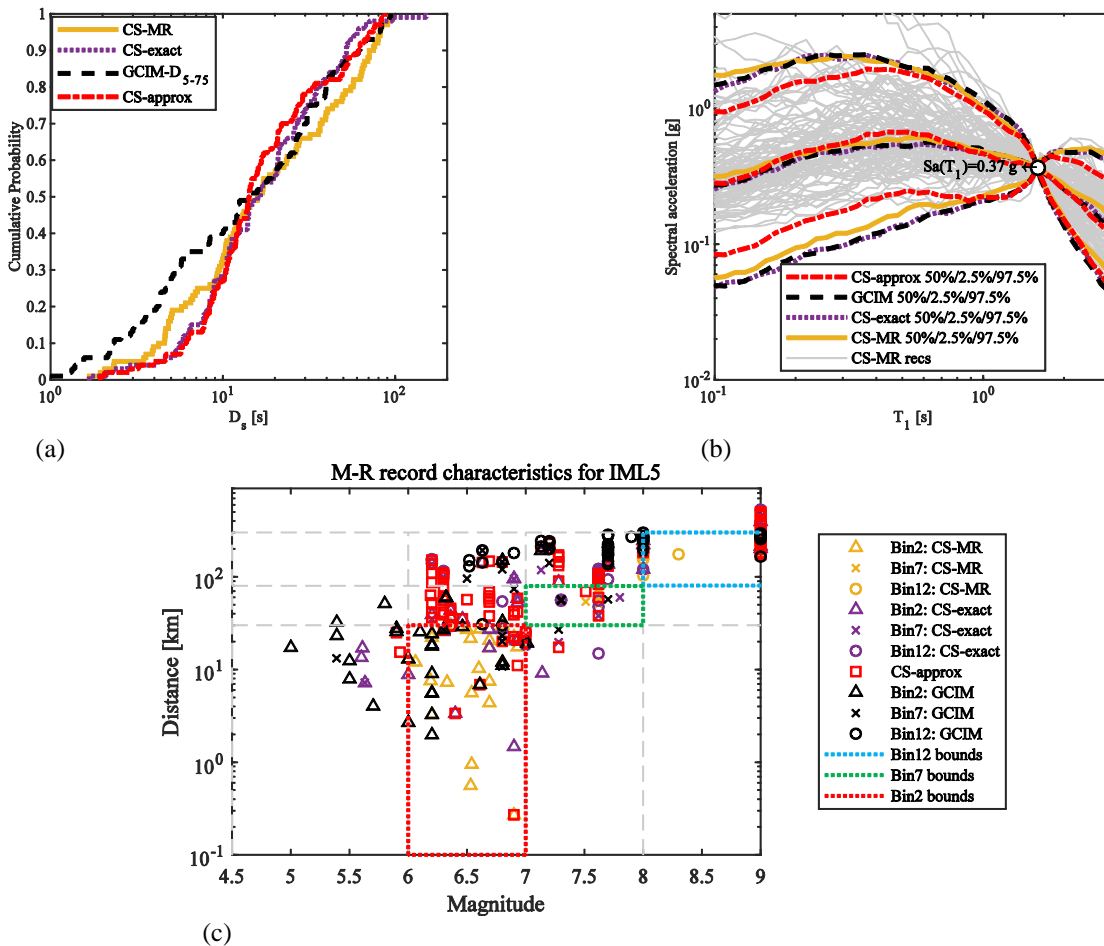 CS-MR
CS-exact
GCIM-D5-75
CS-approx
Cumulative Probability
1
0.9
0.8
0.7
0.6
0.5
0.4
0.3
0.2
0.1
0
10^0
10^1
10^2
D_s [s]
(a)
Spectral acceleration [g]
10^0
10^-1
10^-2
Sa(T_1)=0.37 g
CS-approx 50%/2.5%/97.5%
GCIM 50%/2.5%/97.5%
CS-exact 50%/2.5%/97.5%
CS-MR 50%/2.5%/97.5%
CS-MR recs
10^-1
10^0
T_1 [s]
(b)
M-R record characteristics for IML5
Distance [km]
10^2
10^1
10^0
10^-1
4.5 5 5.5 6 6.5 7 7.5 8 8.5 9
Magnitude
(c)
Bin2: CS-MR
Bin7: CS-MR
Bin12: CS-MR
Bin2: CS-exact
Bin7: CS-exact
Bin12: CS-exact
CS-approx
Bin2: GCIM
Bin7: GCIM
Bin12: GCIM
Bin12 bounds
Bin7 bounds
Bin2 bounds